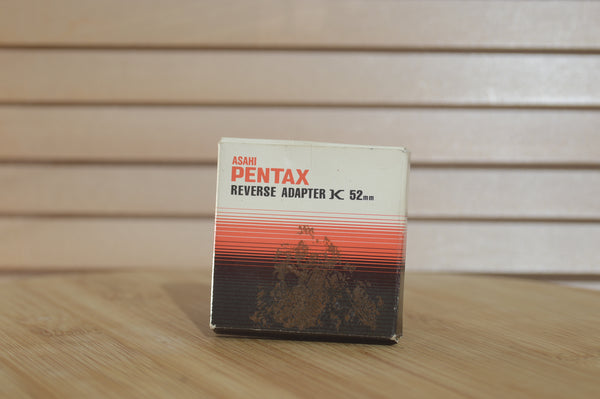 ASAHI
PENTAX
REVERSE ADAPTER K 52mm